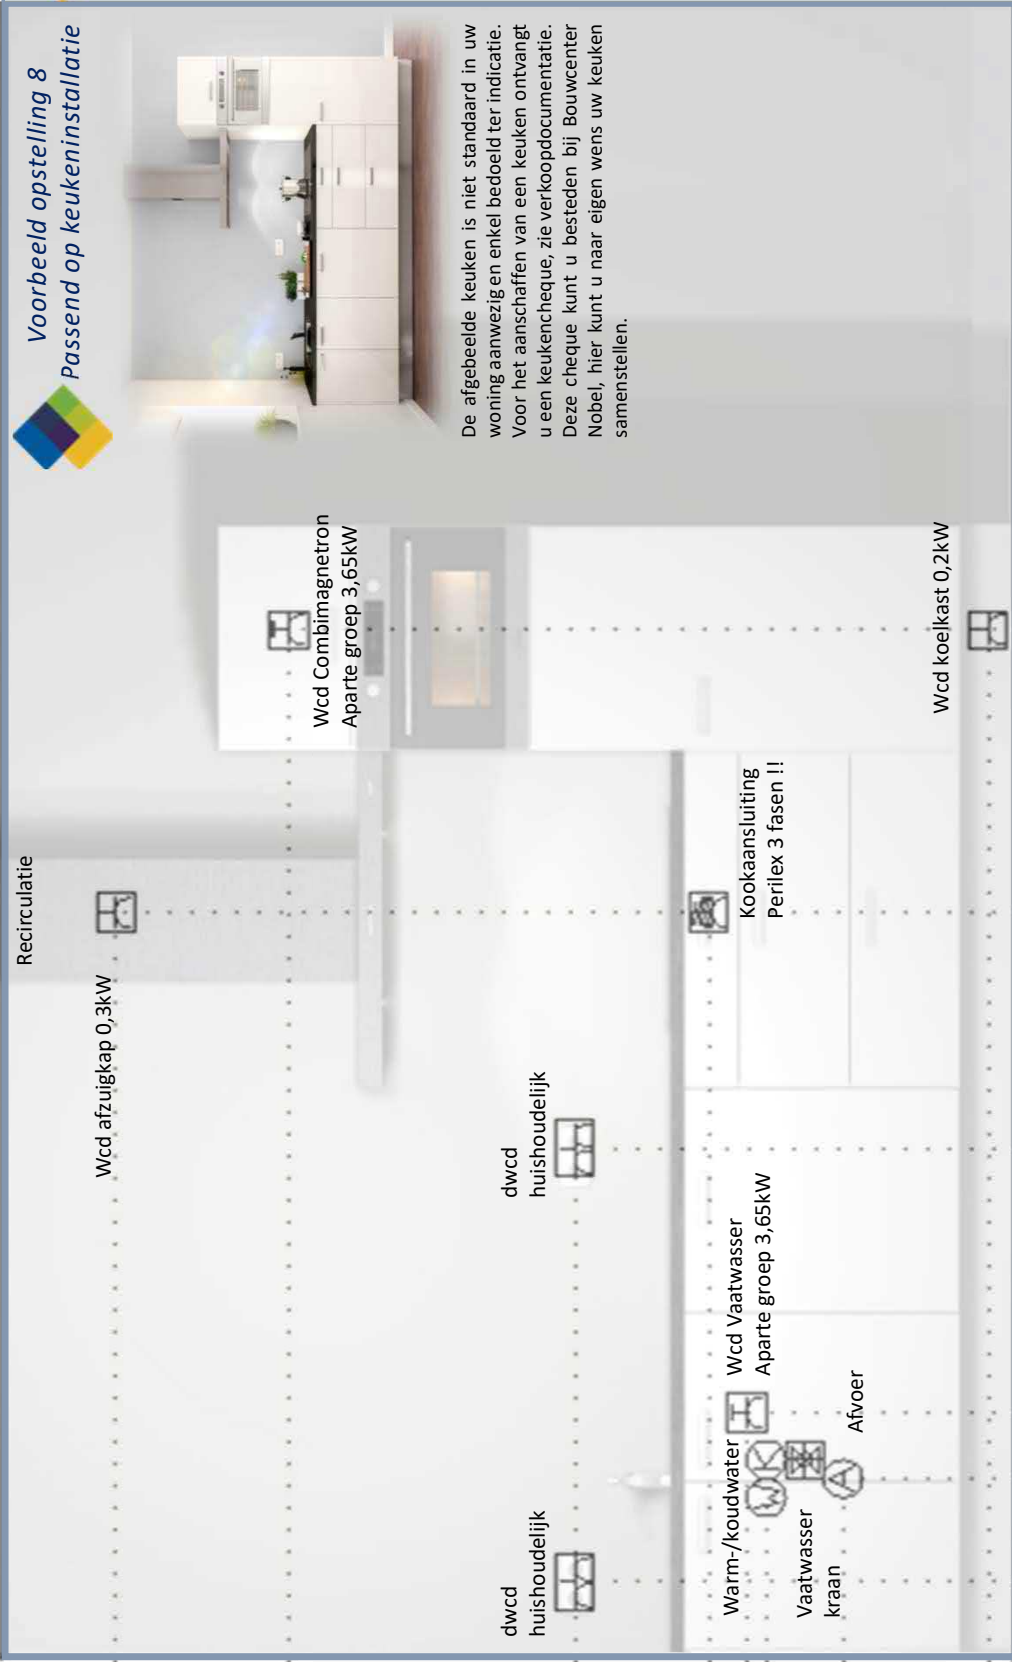 Voorbeeld opstelling 8
Passend op keukeninstallatie
De afgebeelde keuken is niet standaard in uw
woning aanwezig en enkel bedoeld ter indicatie.
Voor het aanschaffen van een keuken ontvangt
u een keukencheque, zie verkoopdocumentatie.
Deze cheque kunt u besteden bij Bouwcenter
Nobel, hier kunt u naar eigen wens uw keuken
samenstellen.
Recirculatie
Wcd afzuigkap 0,3kW
Wcd Combimagnetron
Aparte groep 3,65kW
dwcd
huishoudelijk
dwcd
huishoudelijk
Kookaansluiting
Perilex 3 fasen !!
Wcd Vaatwasser
Aparte groep 3,65kW
Warm-/koudwater
W
K
A
Vaatwasser
kraan
Afvoer
Wcd koelkast 0,2kW